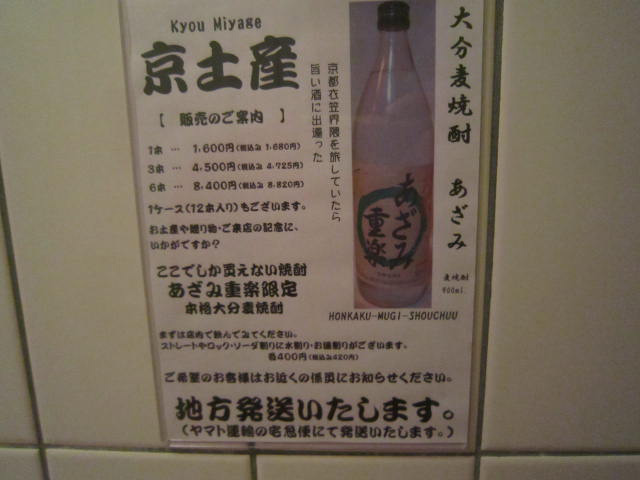 Kyou Miyage
京土産
【 販売のご案内 】
1本 … 1,600円(税込み 1,680円)
3本 … 4,500円(税込み 4,725円)
6本 … 8,400円(税込み 8,820円)
1ケース(12本入り)もございます。
お土産や贈り物・ご来店の記念に、
いかがですか?
ここでしか買えない焼酎
あざみ重楽限定
本格大分麦焼酎
まずは店内で飲んでみてください。
ストレートやロック・ソーダ割りに水割り・お湯割りがございます。
各400円(税込み420円)
ご希望のお客様はお近くの係員にお知らせください。
地方発送いたします。
(ヤマト運輸の宅急便にて発送いたします。)
京都衣笠界隈を旅していたら
旨い酒に出逢った
あざみ
重楽
大分麦焼酎 あざみ
麦焼酎
900ml.
HONKAKU-MUGI-SHOUCHUU